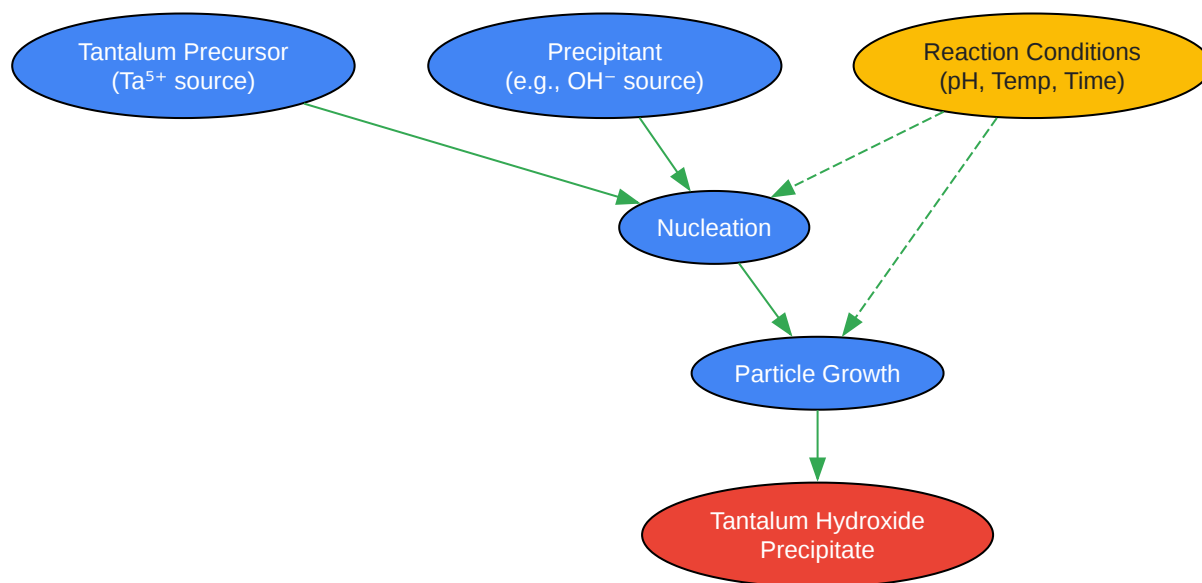 Tantalum Precursor
(Ta⁵⁺ source)
Precipitant
(e.g., OH⁻ source)
Reaction Conditions
(pH, Temp, Time)
Nucleation
Particle Growth
Tantalum Hydroxide
Precipitate